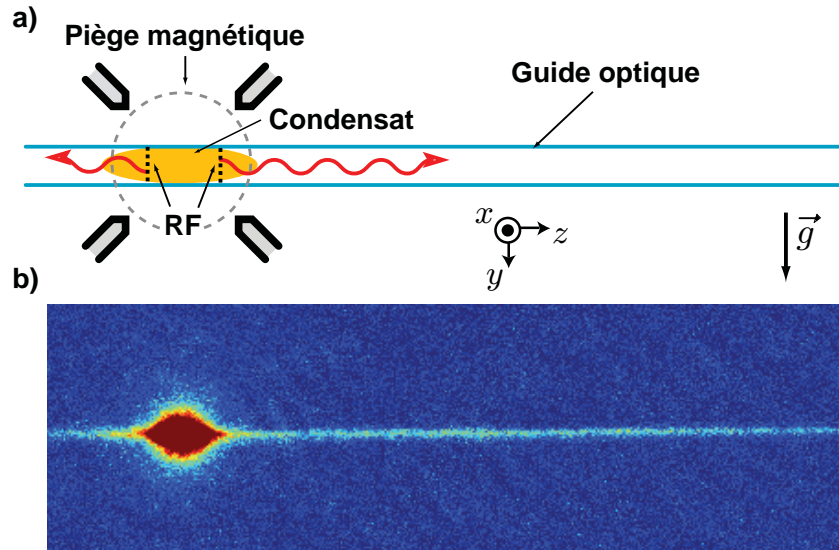 a)
Piège magnétique
Guide optique
Condensat
RF
x
z
y
g
b)